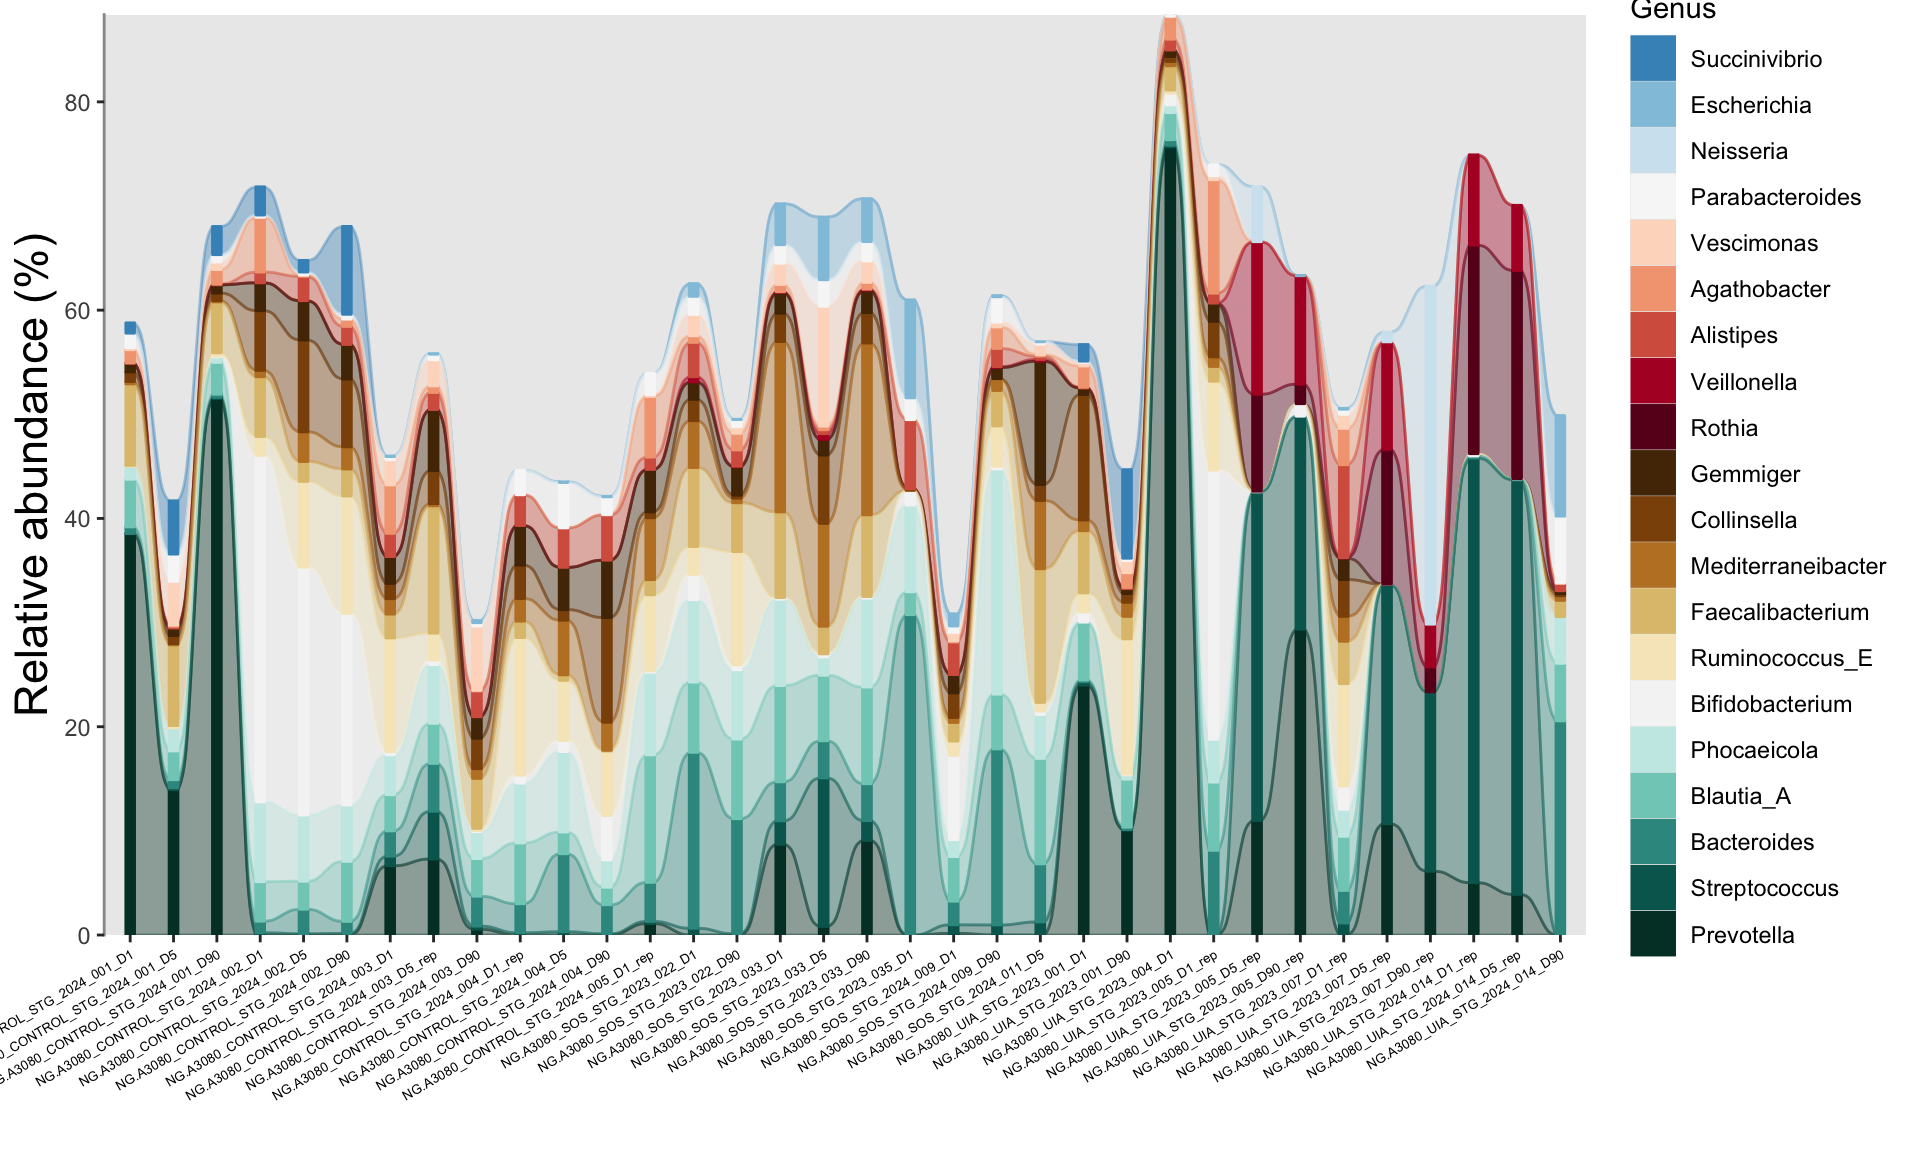 Genus
Succinivibrio
Escherichia
Neisseria
Parabacteroides
Vescimonas
Agathobacter
Alistipes
Veillonella
Rothia
Gemmiger
Collinsella
Mediterraneibacter
Faecalibacterium
Ruminococcus_E
Bifidobacterium
Phocaeicola
Blautia_A
Bacteroides
Streptococcus
Prevotella
Relative abundance (%)
80
60
40
20
0
ROL_STG_2024_001_D1
0_CONTROL_STG_2024_001_D5
G.A3080_CONTROL_STG_2024_001_D90
NG.A3080_CONTROL_STG_2024_002_D1
NG.A3080_CONTROL_STG_2024_002_D5
NG.A3080_CONTROL_STG_2024_002_D90
NG.A3080_CONTROL_STG_2024_003_D1
NG.A3080_CONTROL_STG_2024_003_D5_rep
NG.A3080_CONTROL_STG_2024_003_D90
NG.A3080_CONTROL_STG_2024_004_D1_rep
NG.A3080_CONTROL_STG_2024_004_D5
NG.A3080_CONTROL_STG_2024_004_D90
NG.A3080_CONTROL_STG_2024_005_D1_rep
NG.A3080_SOS_STG_2023_022_D1
NG.A3080_SOS_STG_2023_022_D90
NG.A3080_SOS_STG_2023_033_D1
NG.A3080_SOS_STG_2023_033_D5
NG.A3080_SOS_STG_2023_033_D90
NG.A3080_SOS_STG_2023_035_D1
NG.A3080_SOS_STG_2024_009_D1
NG.A3080_SOS_STG_2024_009_D90
NG.A3080_SOS_STG_2024_011_D5
NG.A3080_UIA_STG_2023_001_D1
NG.A3080_UIA_STG_2023_001_D90
NG.A3080_UIA_STG_2023_004_D1
NG.A3080_UIA_STG_2023_005_D1_rep
NG.A3080_UIA_STG_2023_005_D5_rep
NG.A3080_UIA_STG_2023_005_D90_rep
NG.A3080_UIA_STG_2023_007_D1_rep
NG.A3080_UIA_STG_2023_007_D5_rep
NG.A3080_UIA_STG_2023_007_D90_rep
NG.A3080_UIA_STG_2024_014_D1_rep
NG.A3080_UIA_STG_2024_014_D5_rep
NG.A3080_UIA_STG_2024_014_D90